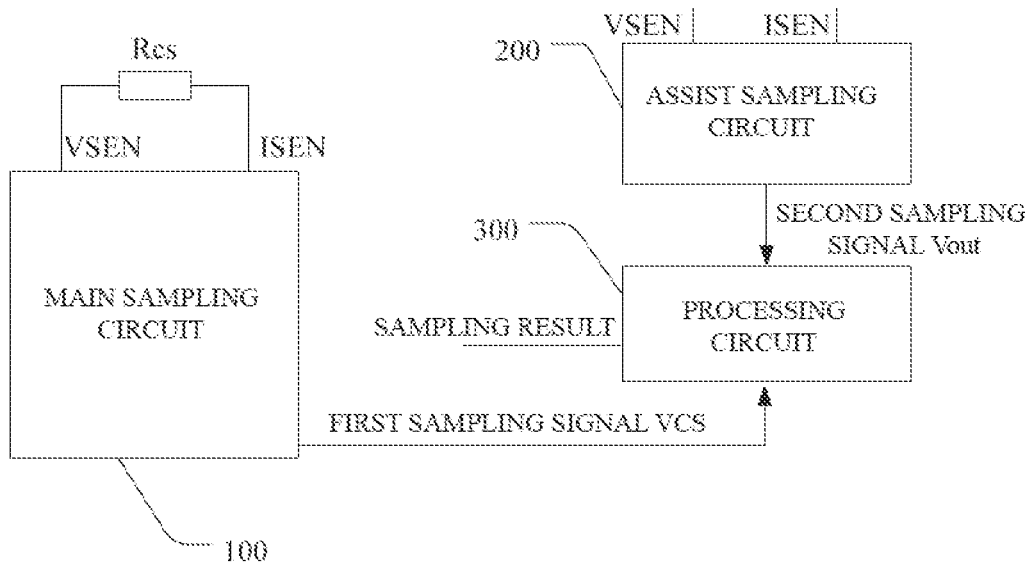 VSEN ISEN
200
ASSIST SAMPLING
CIRCUIT
Rcs
VSEN ISEN
MAIN SAMPLING
CIRCUIT
SECOND SAMPLING
SIGNAL Vout
300
PROCESSING
CIRCUIT
SAMPLING RESULT
FIRST SAMPLING SIGNAL VCS
100